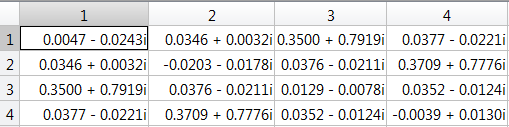 1 2 3 4
1 0.0047 - 0.0243i 0.0346 + 0.0032i 0.3500 + 0.7919i 0.0377 - 0.0221i
2 0.0346 + 0.0032i -0.0203 - 0.0178i 0.0376 - 0.0211i 0.3709 + 0.7776i
3 0.3500 + 0.7919i 0.0376 - 0.0211i 0.0129 - 0.0078i 0.0352 - 0.0124i
4 0.0377 - 0.0221i 0.3709 + 0.7776i 0.0352 - 0.0124i -0.0039 + 0.0130i